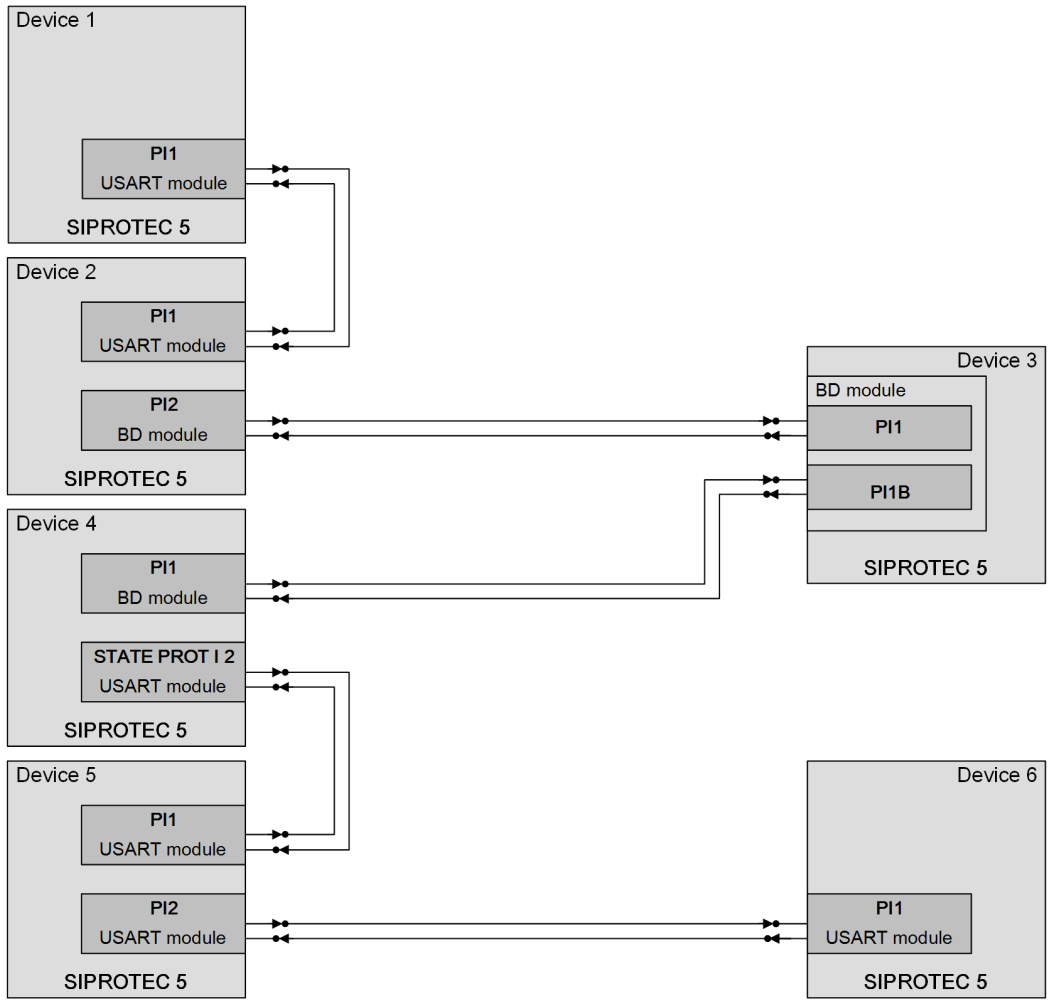 Device 1
PI1
USART module
SIPROTEC 5
Device 2
PI1
USART module
PI2
BD module
SIPROTEC 5
Device 3
BD module
PI1
PI1B
SIPROTEC 5
Device 4
PI1
BD module
STATE PROT I 2
USART module
SIPROTEC 5
Device 5
PI1
USART module
PI2
USART module
SIPROTEC 5
Device 6
PI1
USART module
SIPROTEC 5